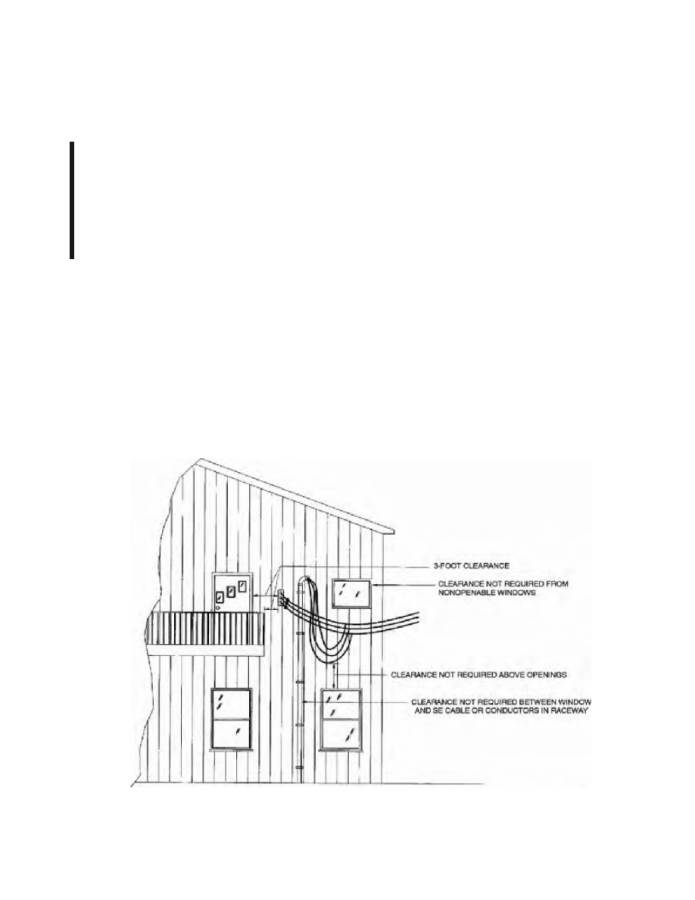 3-FOOT CLEARANCE
CLEARANCE NOT REQUIRED FROM
NONOPENABLE WINDOWS
CLEARANCE NOT REQUIRED ABOVE OPENINGS
CLEARANCE NOT REQUIRED BETWEEN WINDOW
AND SE CABLE OR CONDUCTORS IN RACEWAY